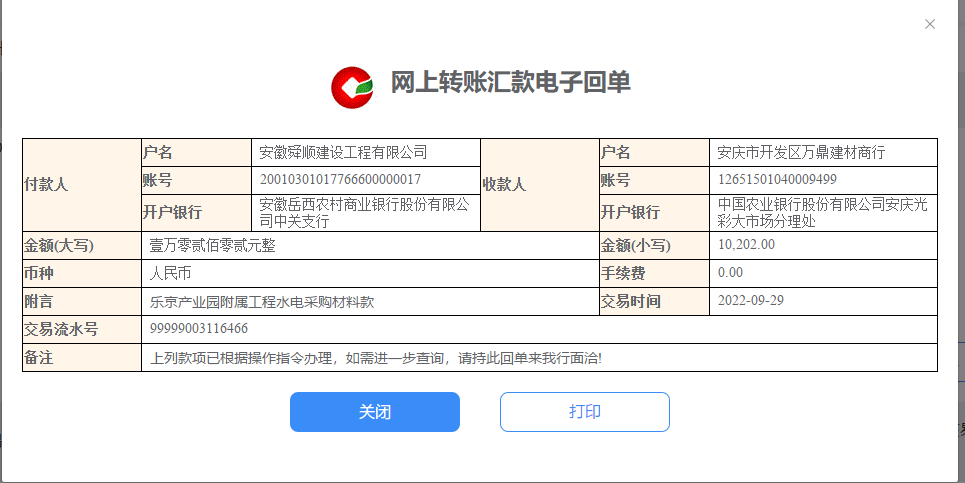 网上转账汇款电子回单
付款人
户名
安徽舜顺建设工程有限公司
收款人
户名
安庆市开发区万鼎建材商行
账号
20010301017766600000017
账号
12651501040009499
开户银行
安徽岳西农村商业银行股份有限公
司中关支行
开户银行
中国农业银行股份有限公司安庆光
彩大市场分理处
金额(大写)
壹万零贰佰零贰元整
金额(小写)
10,202.00
币种
人民币
手续费
0.00
附言
乐京产业园附属工程水电采购材料款
交易时间
2022-09-29
交易流水号
99999003116466
备注
上列款项已根据操作指令办理，如需进一步查询，请持此回单来我行面洽!
关闭
打印